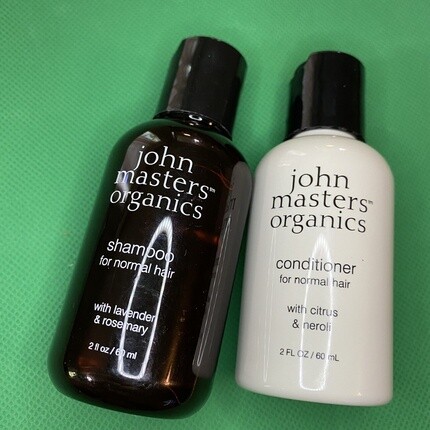 john
masters™
organics
shampoo
for normal hair
with lavender
& rosemary
2 fl oz / 60 ml
john
masters™
organics
conditioner
for normal hair
with citrus
& neroli
2 FL OZ / 60 mL